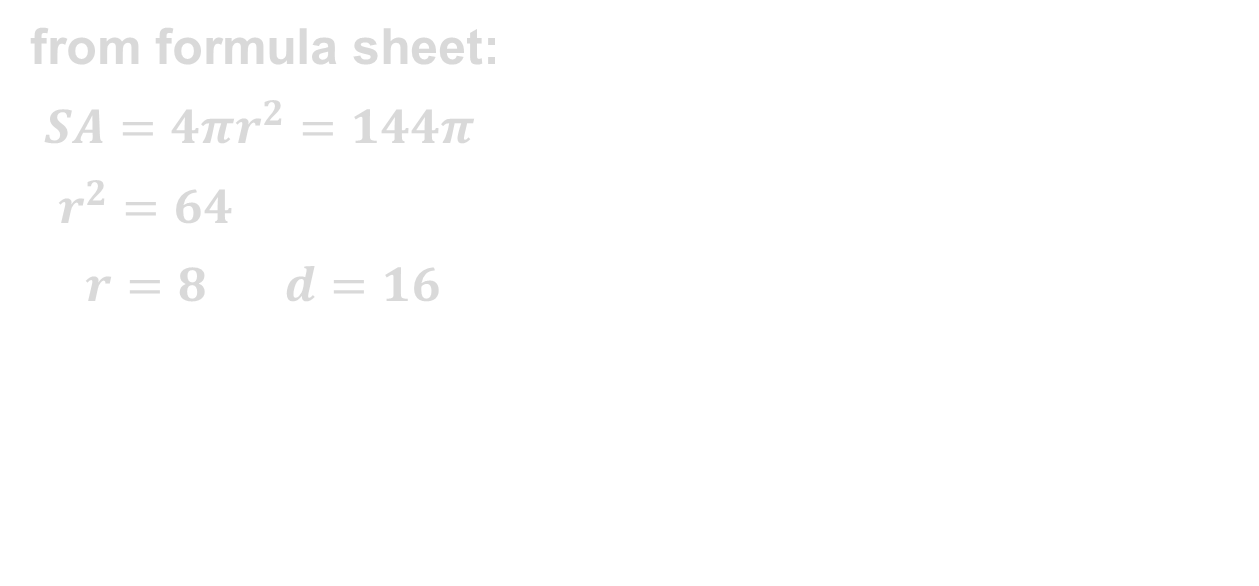 from formula sheet:
SA = 4πr² = 144π
r² = 64
r = 8 d = 16